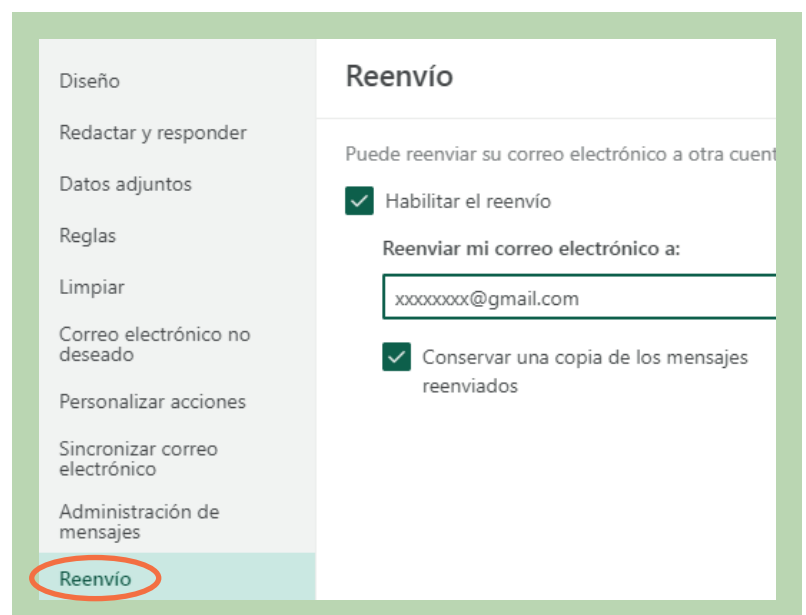 Diseño
Redactar y responder
Datos adjuntos
Reglas
Limpiar
Correo electrónico no
deseado
Personalizar acciones
Sincronizar correo
electrónico
Administración de
mensajes
Reenvío
Reenvío
Puede reenviar su correo electrónico a otra cuent
Habilitar el reenvío
Reenviar mi correo electrónico a:
xxxxxxxx@gmail.com
Conservar una copia de los mensajes
reenviados